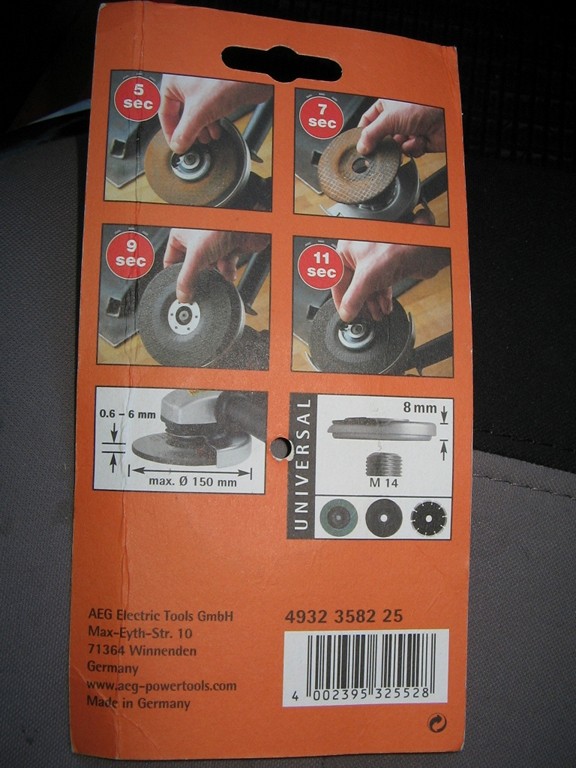 5
sec
7
sec
9
sec
11
sec
0.6 – 6 mm
max. Ø 150 mm
UNIVERSAL
8 mm
M 14
AEG Electric Tools GmbH
Max-Eyth-Str. 10
71364 Winnenden
Germany
www.aeg-powertools.com
Made in Germany
4932 3582 25
4 002395 325528